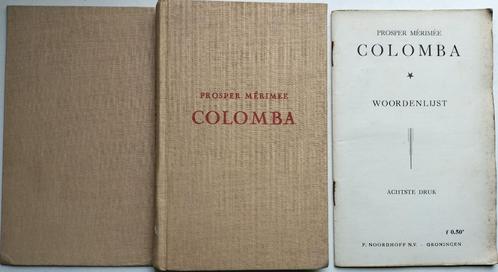 PROSPER MÉRIMÉE
COLOMBA
PROSPER MÉRIMÉE
COLOMBA
WOORDENLIJST
ACHTSTE DRUK
f 0.50*
P. NOORDHOFF N.V. - GRONINGEN